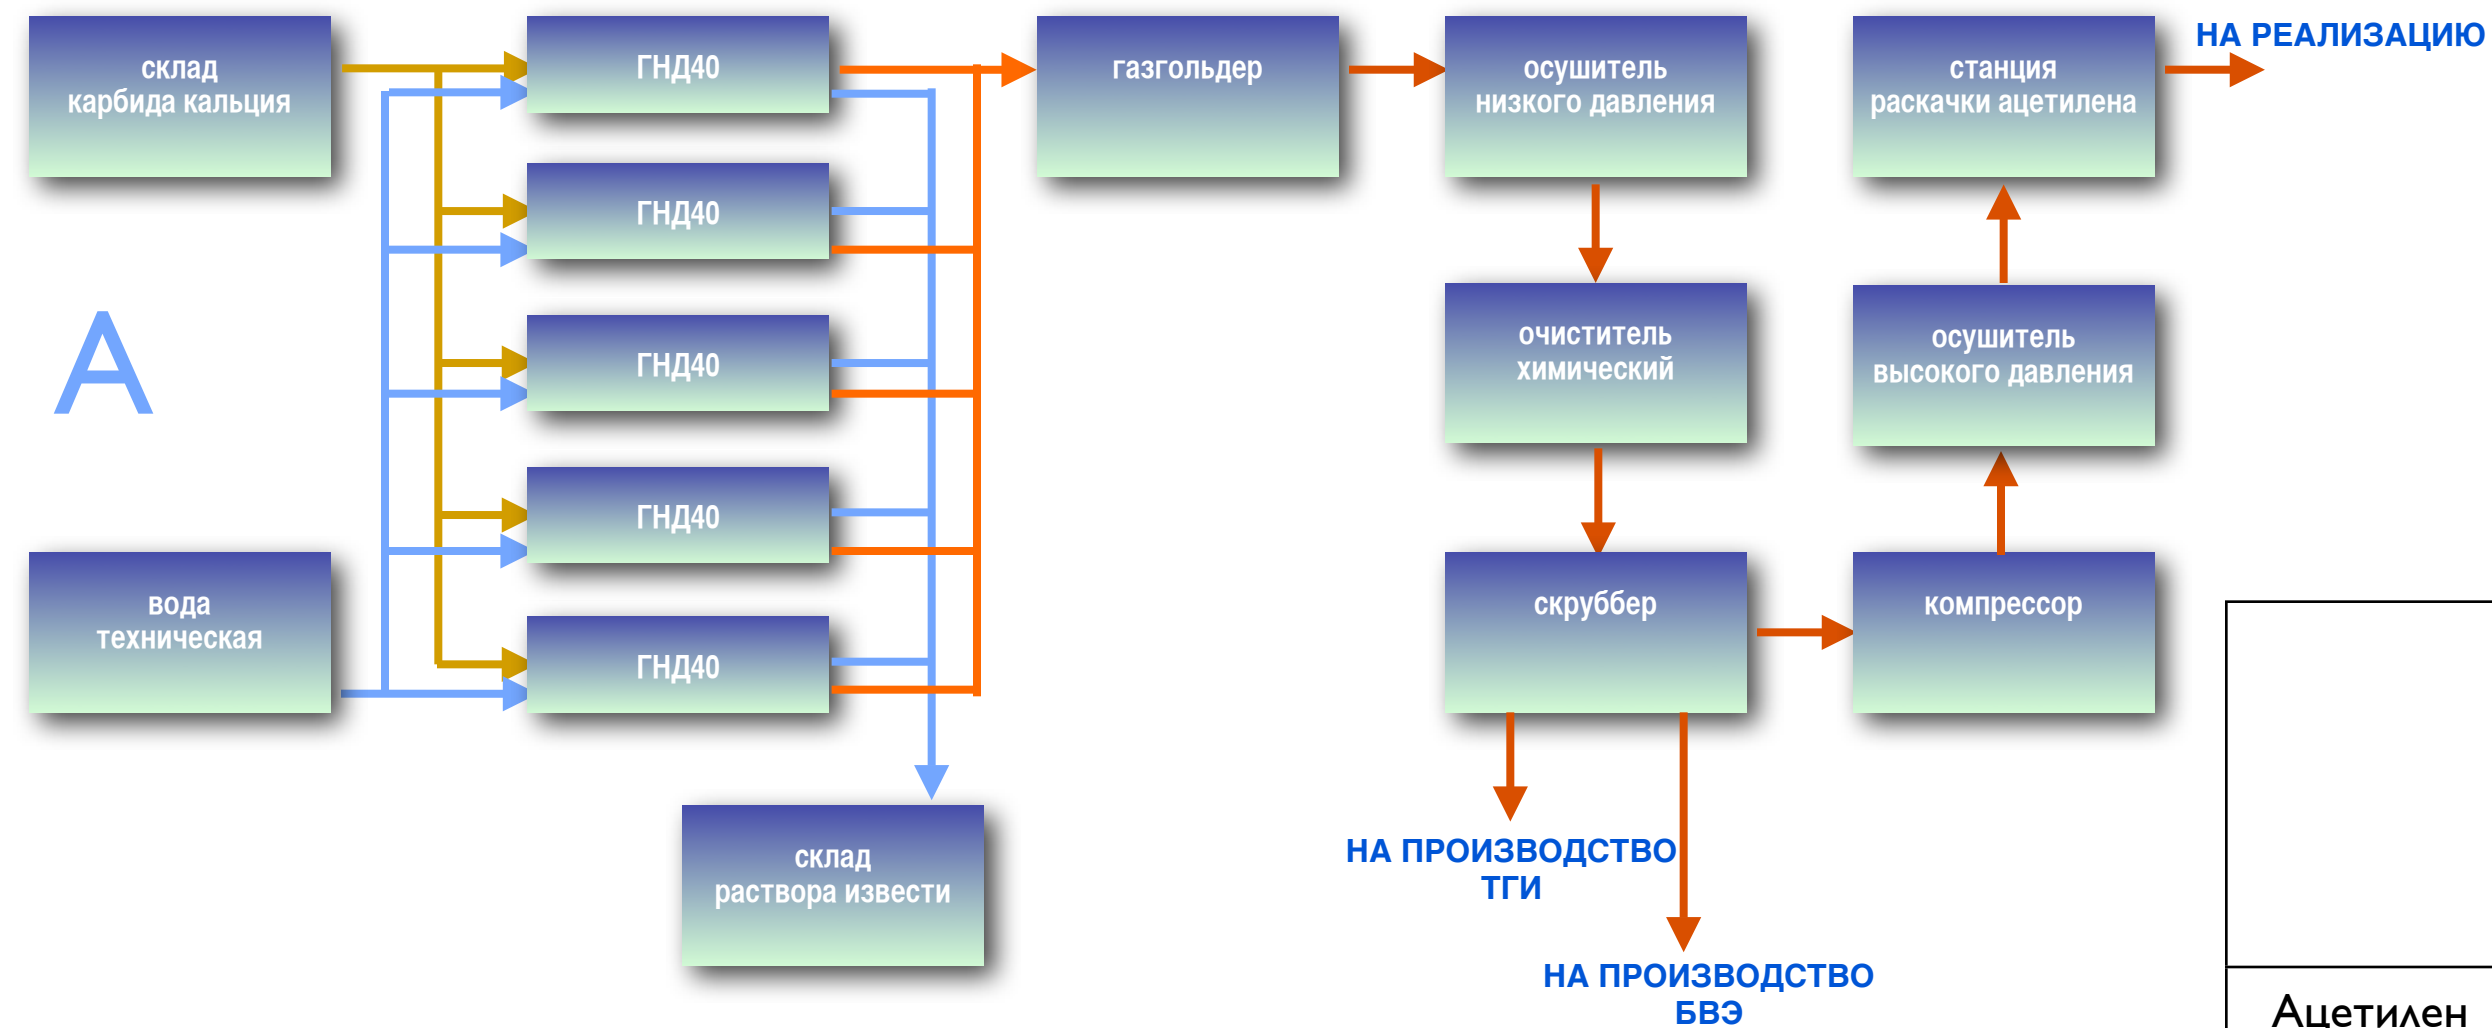 склад
карбида кальция
ГНД40
газгольдер
осушитель
низкого давления
станция
раскачки ацетилена
НА РЕАЛИЗАЦИЮ
ГНД40
А
ГНД40
очиститель
химический
осушитель
высокого давления
ГНД40
вода
техническая
ГНД40
скруббер
компрессор
склад
раствора извести
НА ПРОИЗВОДСТВО
ТГИ
НА ПРОИЗВОДСТВО
БВЭ
Ацетилен